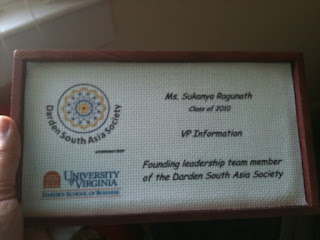 Darden South Asia Society
Ms. Sukanya Ragunath
Class of 2010
VP Information
Founding leadership team member
of the Darden South Asia Society
UNIVERSITY
of VIRGINIA
DARDEN SCHOOL OF BUSINESS